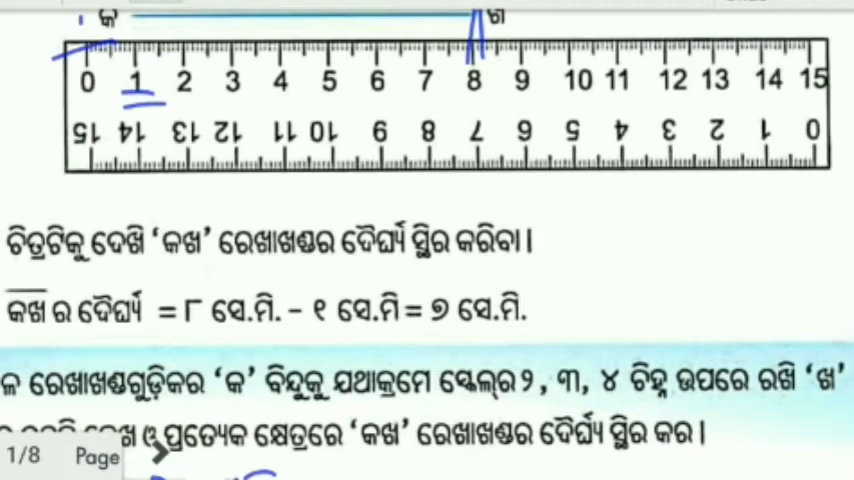 କ ଖ
0 1 2 3 4 5 6 7 8 9 10 11 12 13 14 15
15 14 13 12 11 10 9 8 7 6 5 4 3 2 1 0
ଚିତ୍ରଟିକୁ ଦେଖି ‘କଖ’ ରେଖାଖଣ୍ଡର ଦୈର୍ଘ୍ୟ ସ୍ଥିର କରିବା।
କଖ ର ଦୈର୍ଘ୍ୟ = ୮ ସେ.ମି. - ୧ ସେ.ମି = ୭ ସେ.ମି.
ରେଖାଖଣ୍ଡଗୁଡ଼ିକର ‘କ’ ବିନ୍ଦୁକୁ ଯଥାକ୍ରମେ ସ୍କେଲ୍‌ର ୨, ୩, ୪ ଚିହ୍ନ ଉପରେ ରଖି ‘ଖ’
ଓ ପ୍ରତ୍ୟେକ କ୍ଷେତ୍ରରେ ‘କଖ’ ରେଖାଖଣ୍ଡର ଦୈର୍ଘ୍ୟ ସ୍ଥିର କର।
1/8 Page